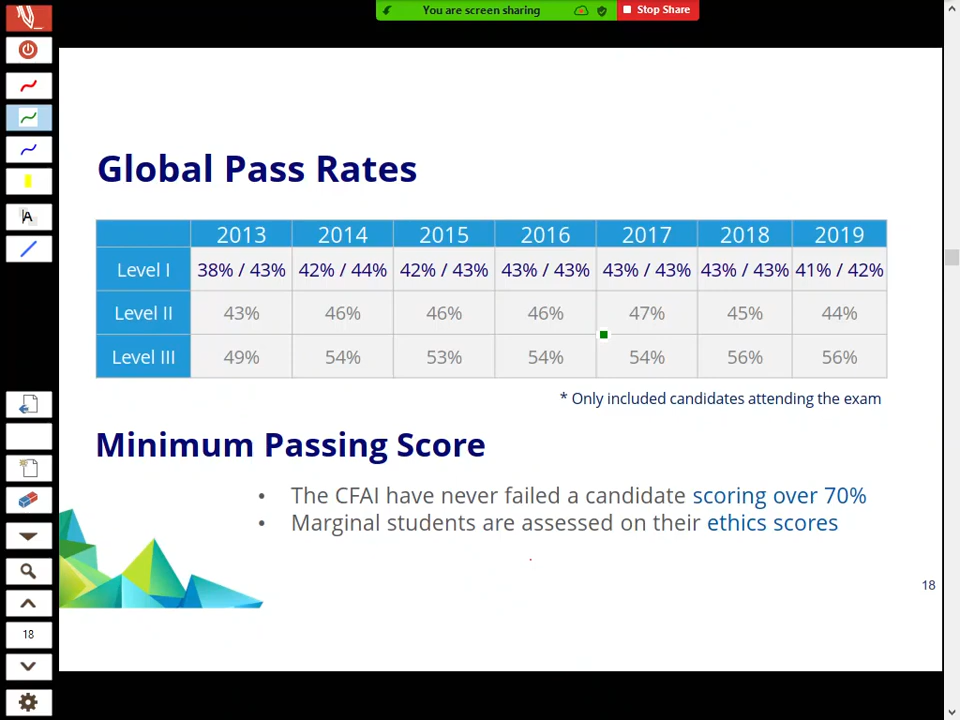 You are screen sharing
Stop Share
A
Global Pass Rates
2013 2014 2015 2016 2017 2018 2019
Level I 38% / 43% 42% / 44% 42% / 43% 43% / 43% 43% / 43% 43% / 43% 41% / 42%
Level II 43% 46% 46% 46% 47% 45% 44%
Level III 49% 54% 53% 54% 54% 56% 56%
* Only included candidates attending the exam
Minimum Passing Score
• The CFAI have never failed a candidate scoring over 70%
• Marginal students are assessed on their ethics scores
18
18